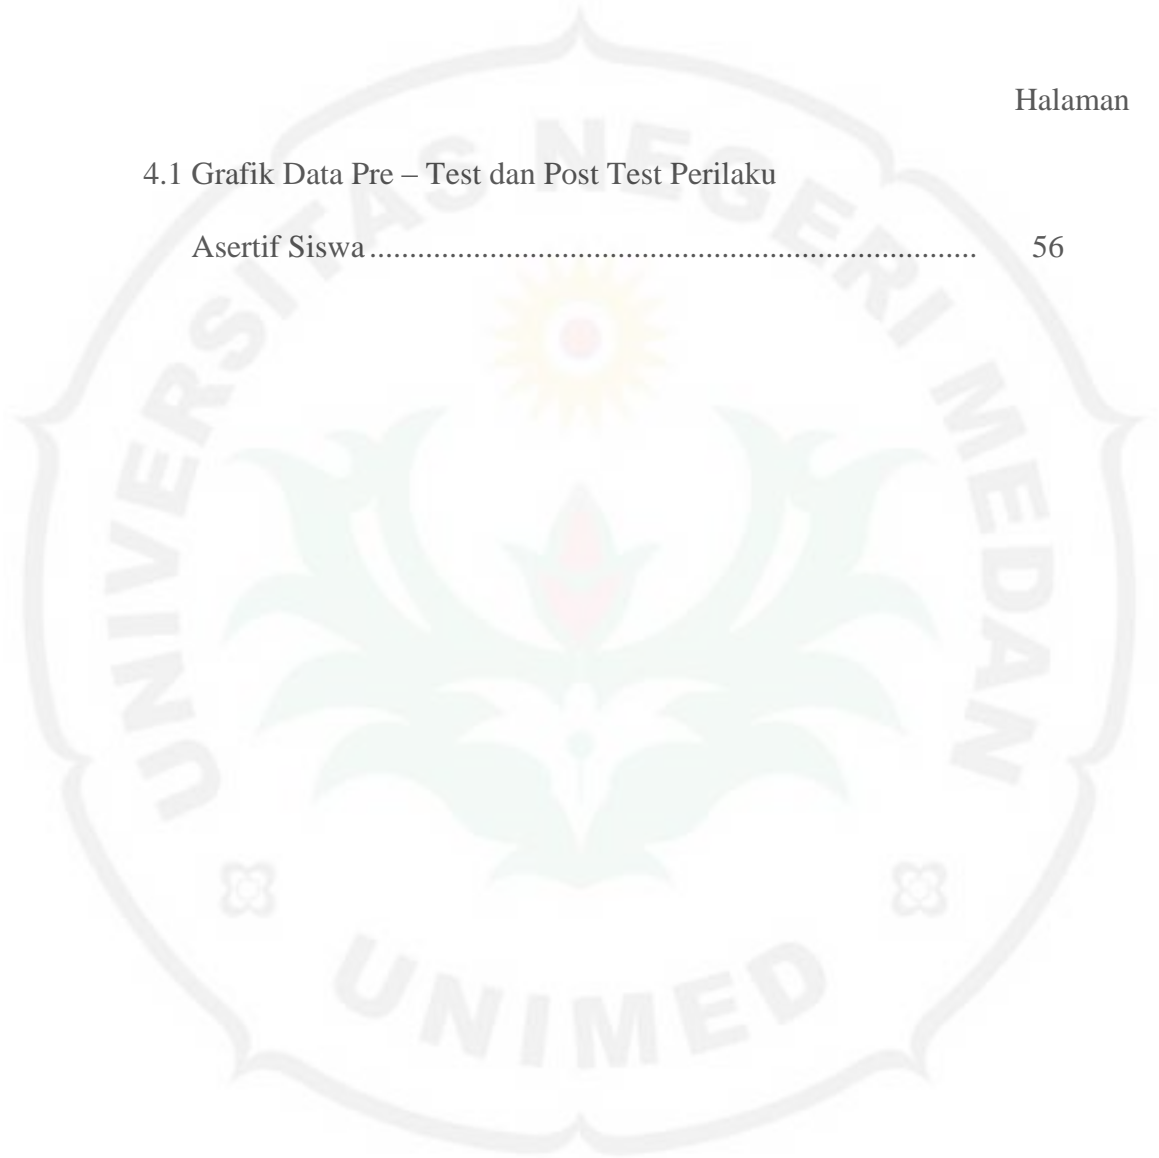 Halaman
4.1 Grafik Data Pre – Test dan Post Test Perilaku
Asertif Siswa............................................................................ 56
UNIVERSITAS NEGERI MEDAN
UNIMED